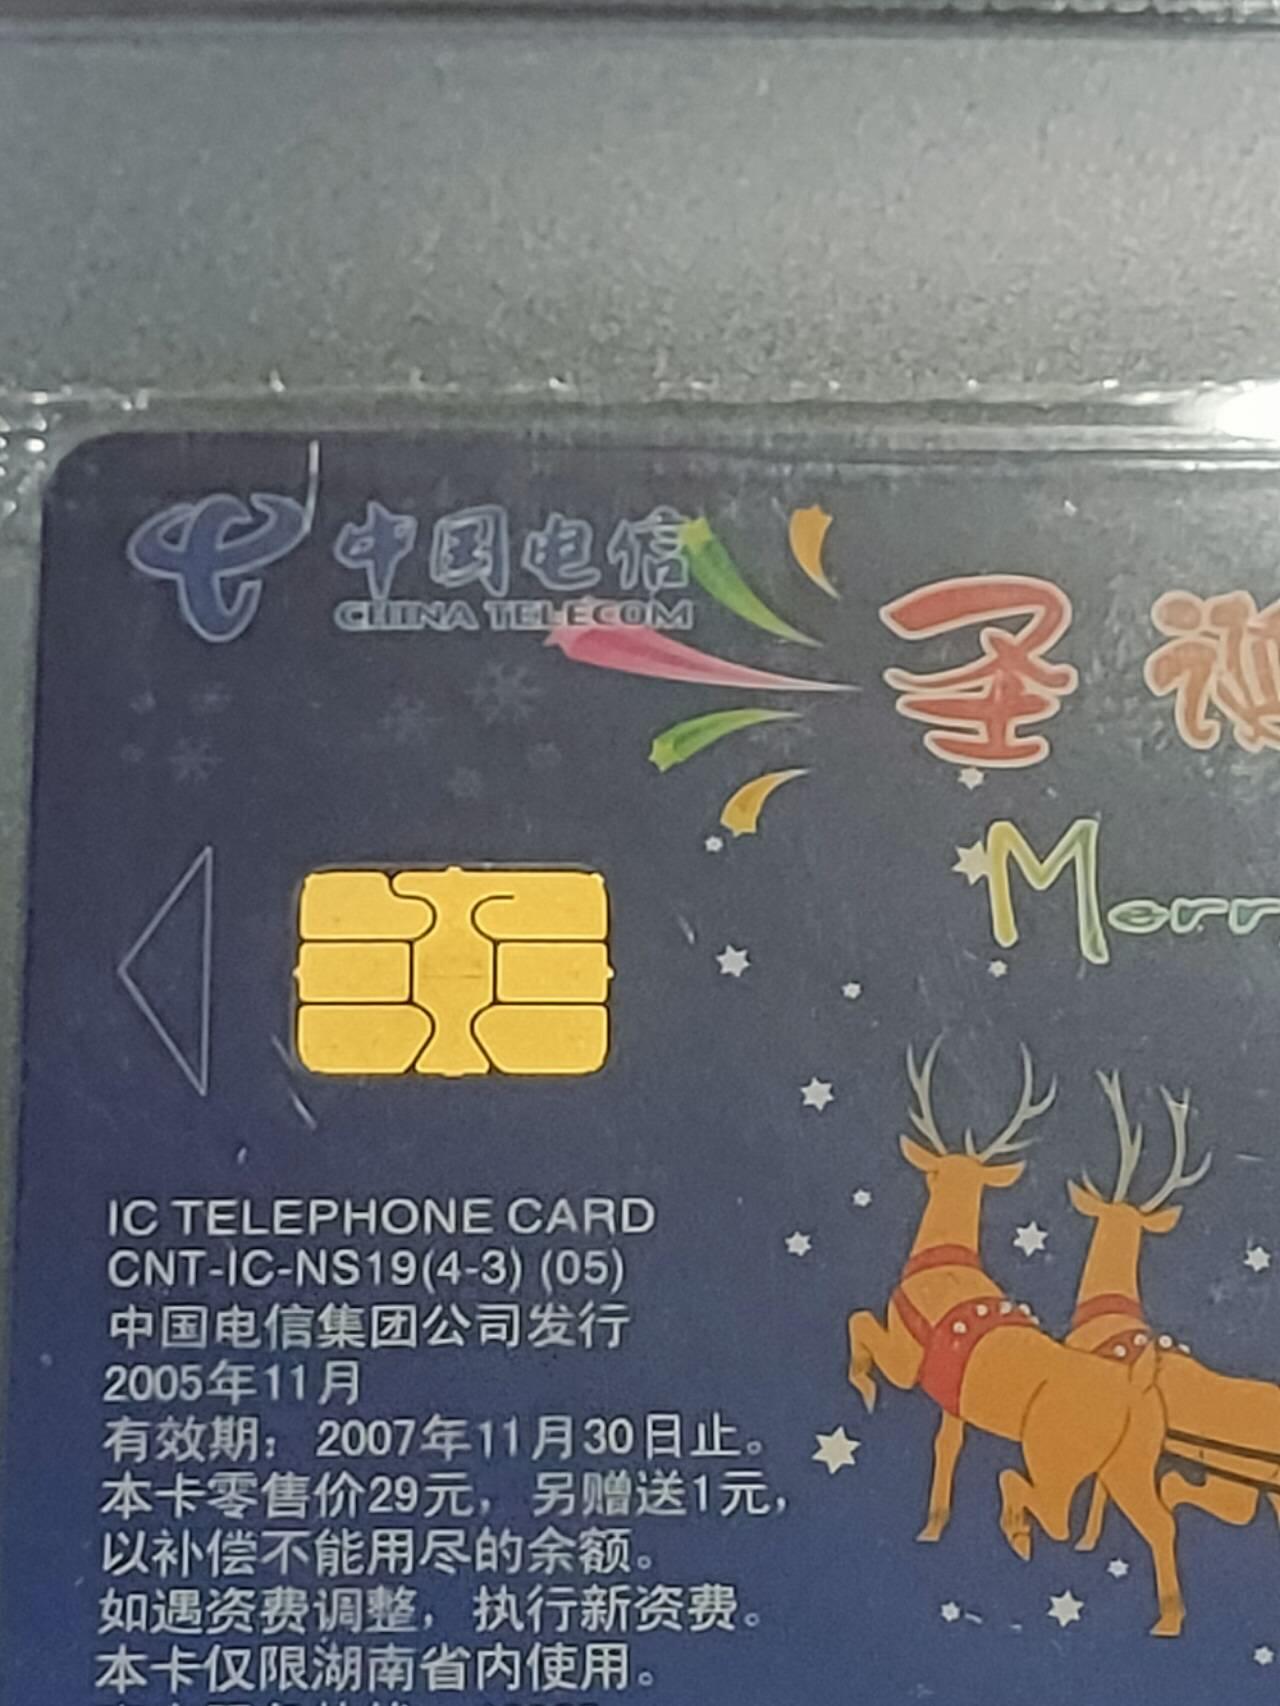 中国电信
CHINA TELECOM
圣诞
Merr
IC TELEPHONE CARD
CNT-IC-NS19(4-3) (05)
中国电信集团公司发行
2005年11月
有效期：2007年11月30日止。
本卡零售价29元，另赠送1元，
以补偿不能用尽的余额。
如遇资费调整，执行新资费。
本卡仅限湖南省内使用。